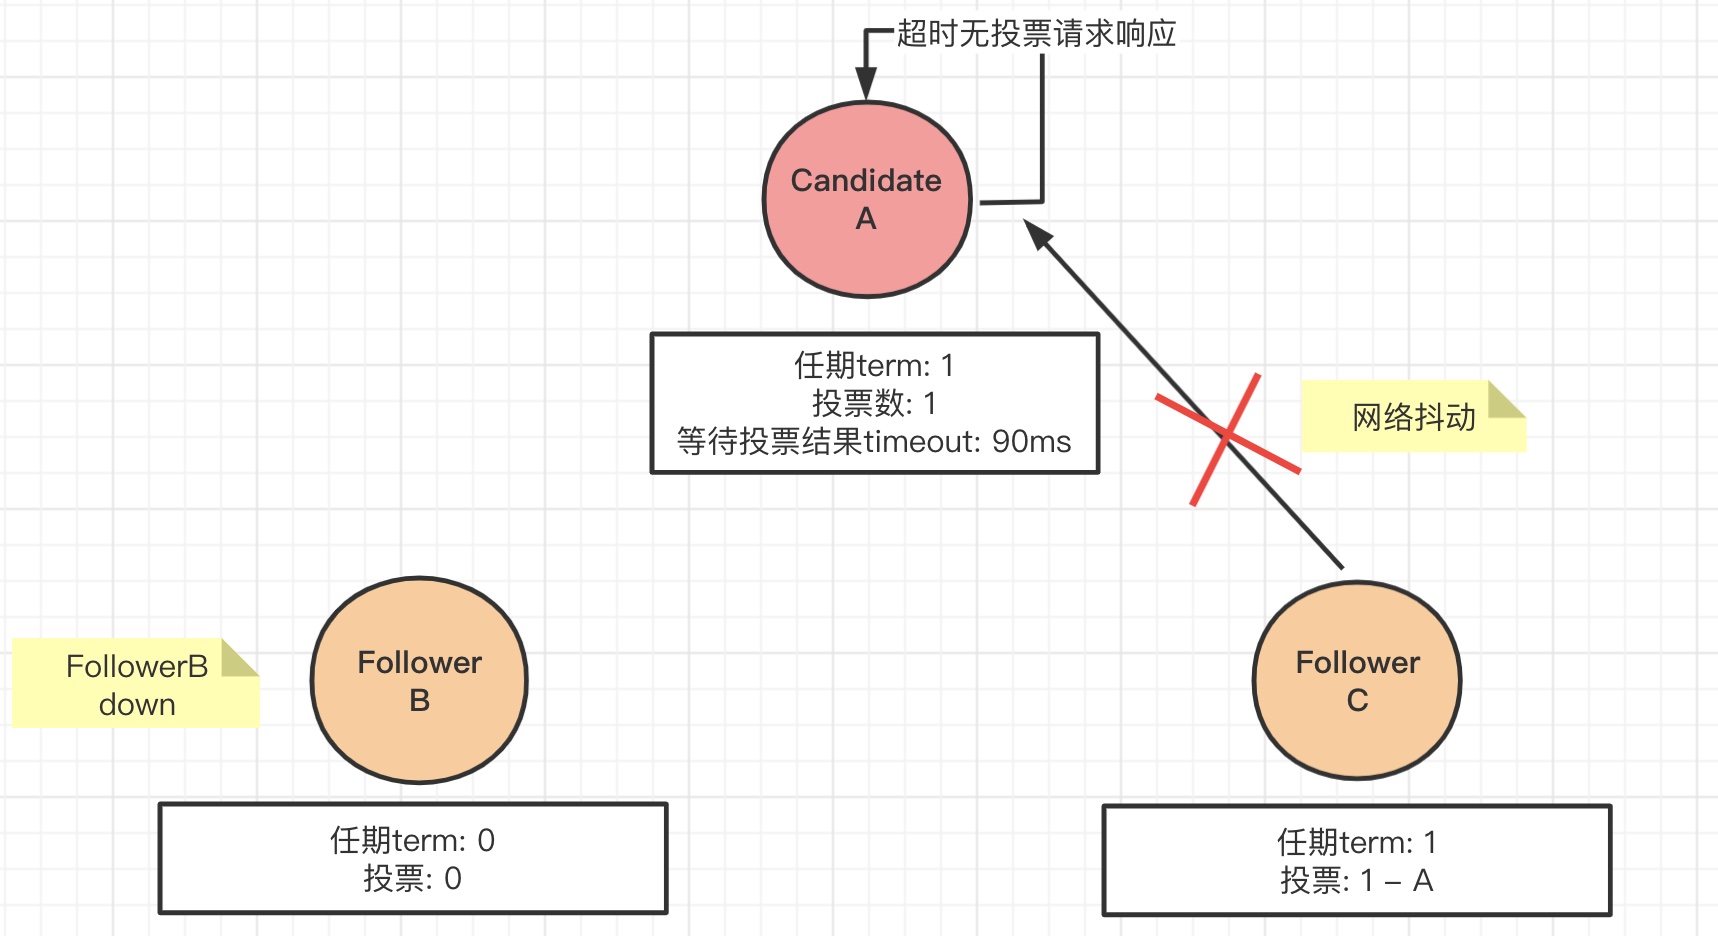 超时无投票请求响应
Candidate
A
任期term: 1
投票数: 1
等待投票结果timeout: 90ms
网络抖动
FollowerB
down
Follower
B
Follower
C
任期term: 0
投票: 0
任期term: 1
投票: 1 – A